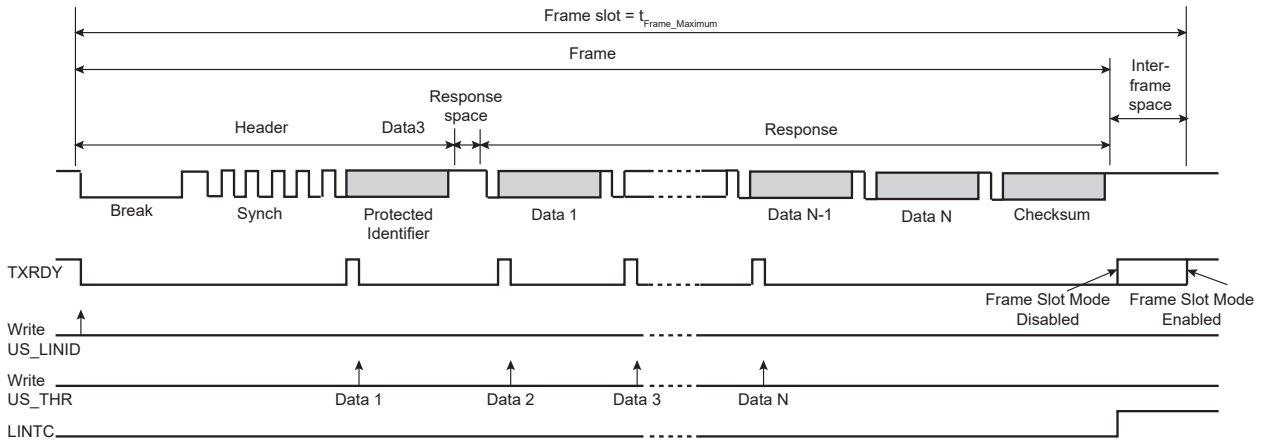 Frame slot = tFrame_Maximum
Frame
Inter-
frame
space
Response
space
Header
Data3
Response
Break
Synch
Protected
Identifier
Data 1
Data N-1
Data N
Checksum
TXRDY
Frame Slot Mode
Disabled
Frame Slot Mode
Enabled
Write
US_LINID
Write
US_THR
Data 1
Data 2
Data 3
Data N
LINTC